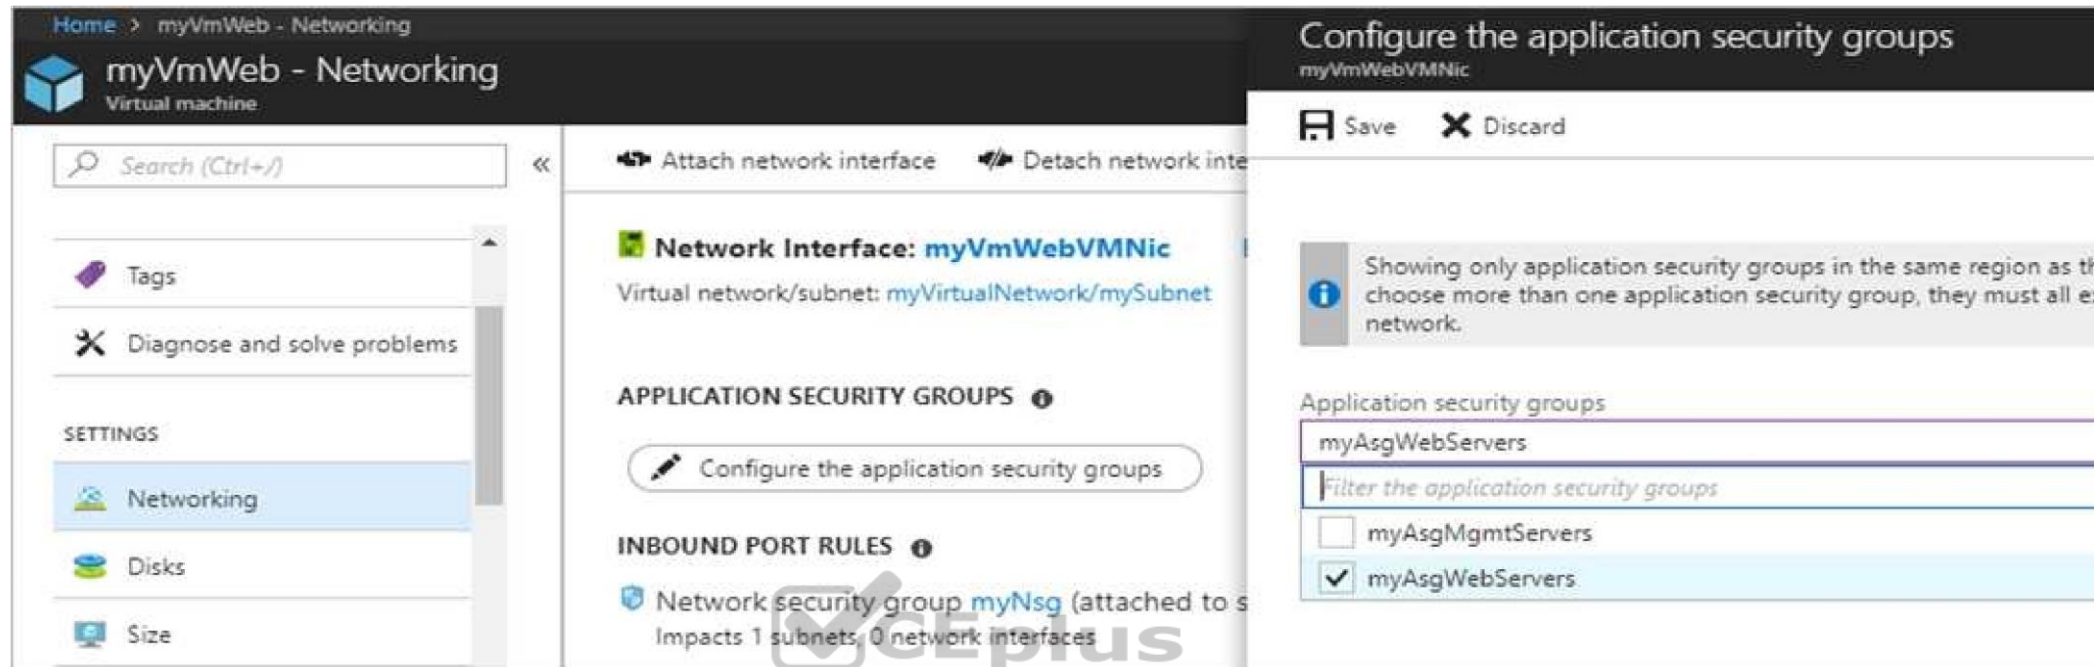 Home > myVmWeb - Networking
myVmWeb - Networking
Virtual machine
Search (Ctrl+/)
«
Tags
Diagnose and solve problems
SETTINGS
Networking
Disks
Size
Attach network interface
Detach network inte
Network Interface: myVmWebVMNic
Virtual network/subnet: myVirtualNetwork/mySubnet
APPLICATION SECURITY GROUPS
Configure the application security groups
INBOUND PORT RULES
Network security group myNsg (attached to s
Impacts 1 subnets, 0 network interfaces
CEplus
Configure the application security groups
myVmWebVMNic
Save
Discard
Showing only application security groups in the same region as th
choose more than one application security group, they must all e
network.
Application security groups
myAsgWebServers
Filter the application security groups
myAsgMgmtServers
myAsgWebServers